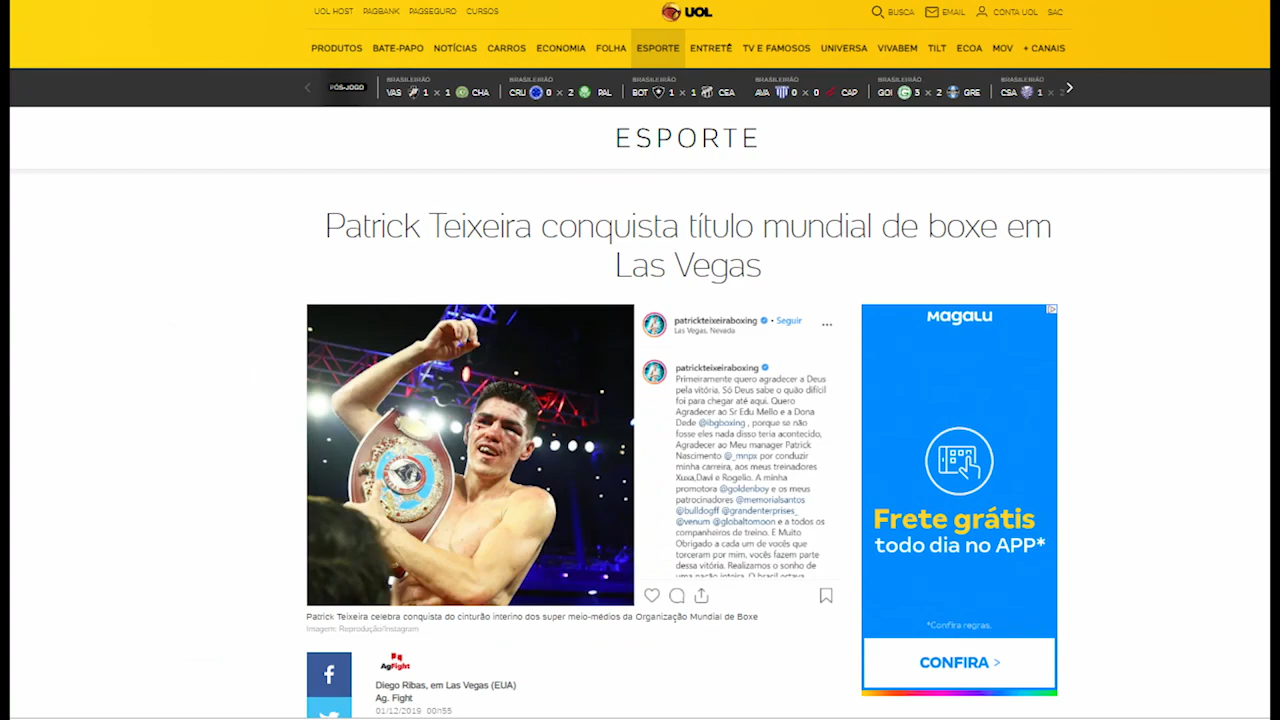 UOL HOST PAGBANK PAGSEGURO CURSOS
UOL
BUSCA EMAIL CONTA UOL SAC
PRODUTOS BATE-PAPO NOTÍCIAS CARROS ECONOMIA FOLHA ESPORTE ENTRETÊ TV E FAMOSOS UNIVERSA VIVABEM TILT ECOA MOV + CANAIS
PÓS-JOGO
BRASILEIRÃO BRASILEIRÃO BRASILEIRÃO BRASILEIRÃO BRASILEIRÃO BRASILEIRÃO
VAS 1 × 1 CHA CRU 0 × 2 PAL BOT 1 × 1 CEA AVA 0 × 0 CAP GOI 3 × 2 GRE CSA 1 × 2
ESPORTE
Patrick Teixeira conquista título mundial de boxe em
Las Vegas
patrickteixeiraboxing • Seguir
Las Vegas, Nevada
patrickteixeiraboxing
Primeiramente quero agradecer a Deus
pela vitória, Só Deus sabe o quão difícil
foi para chegar até aqui. Quero
Agradecer ao Sr Edu Mello e a Dona
Dede @ibgboxing , porque se não
fosse eles nada disso teria acontecido,
Agradecer ao Meu manager Patrick
Nascimento @_mnpx por conduzir
minha carreira, aos meus treinadores
Xuxa,Davi e Rogelio. A minha
promotora @goldenboy e os meus
patrocinadores @memorialsantos
@bulldogff @grandenterprises_
@venum @globaltomoon e a todos os
companheiros de treino. E Muito
Obrigado a cada um de vocês que
torceram por mim, vocês fazem parte
dessa vitória. Realizamos o sonho de
uma nação inteira. O brasil estava
Magalu
Frete grátis
todo dia no APP*
*Confira regras.
CONFIRA >
Patrick Teixeira celebra conquista do cinturão interino dos super meio-médios da Organização Mundial de Boxe
Imagem: Reprodução/Instagram
f
AgFight
Diego Ribas, em Las Vegas (EUA)
Ag. Fight
01/12/2019 00h55